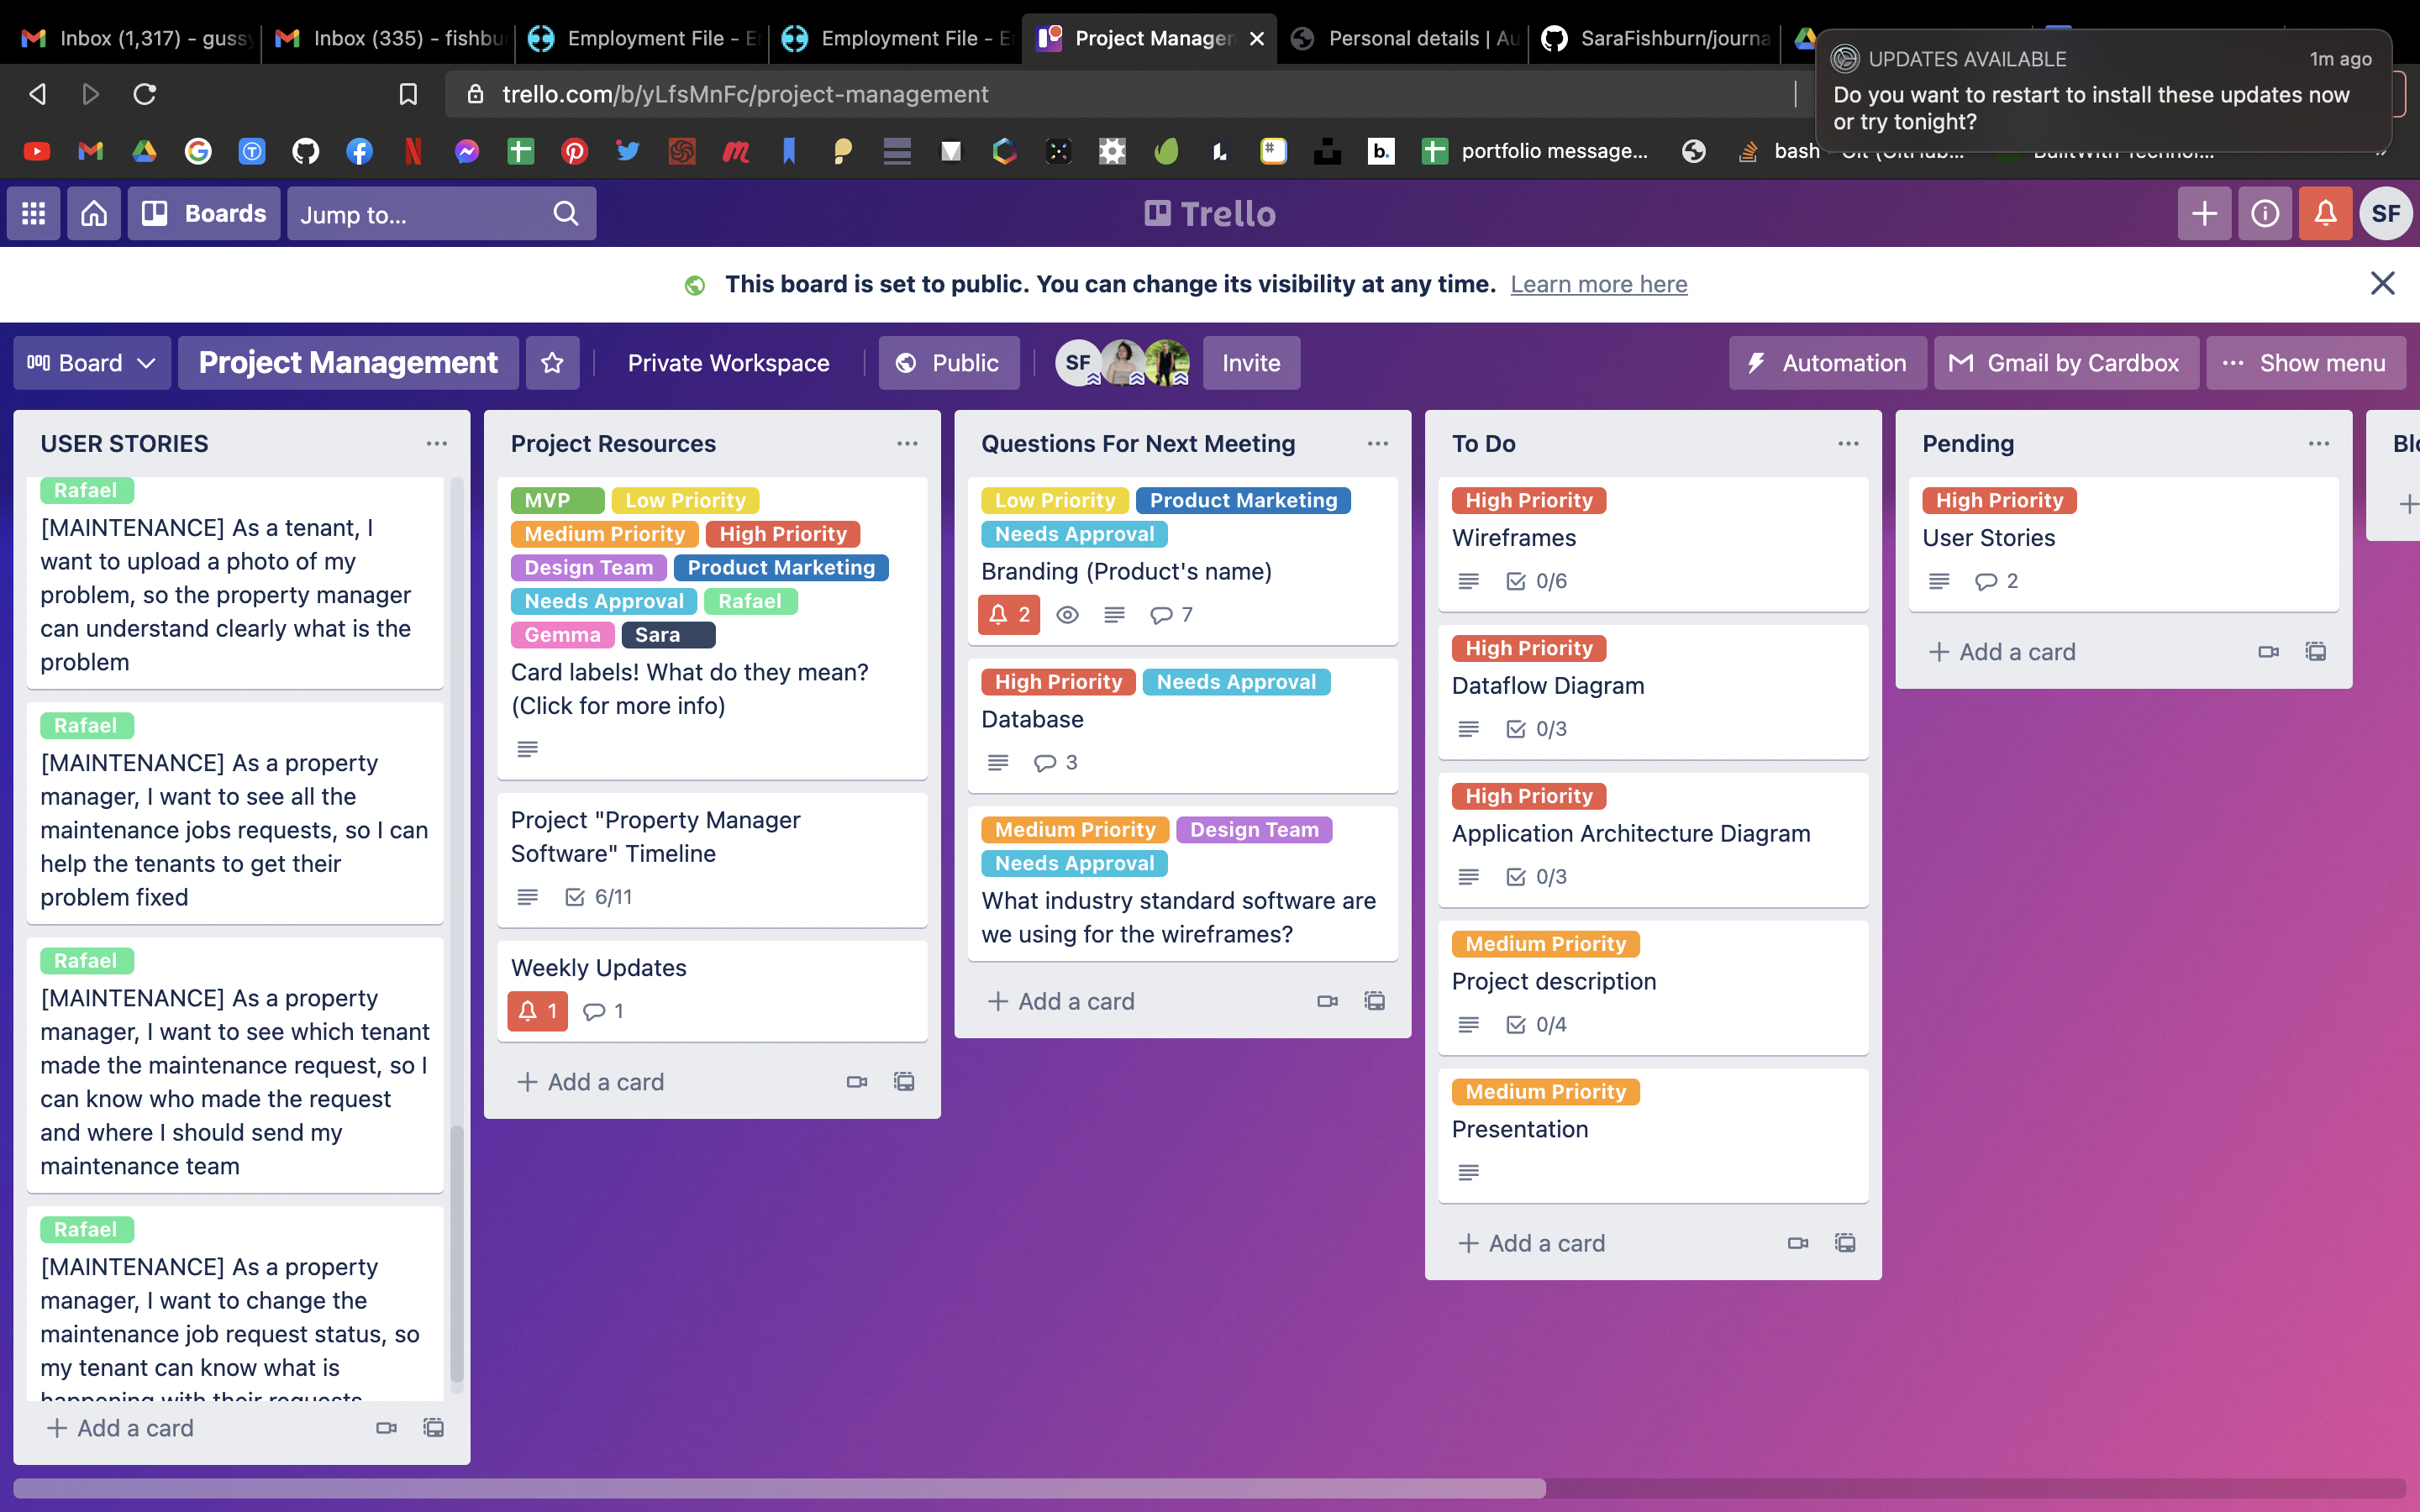 Inbox (1,317) - guss
Inbox (335) - fishbu
Employment File - E
Employment File - E
Project Manage
Personal details | Au
SaraFishburn/journa
UPDATES AVAILABLE
1m ago
Do you want to restart to install these updates now
or try tonight?
trello.com/b/yLfsMnFc/project-management
portfolio message...
bash
Boards
Jump to...
Trello
SF
This board is set to public. You can change its visibility at any time. Learn more here
Board
Project Management
Private Workspace
Public
SF
Invite
Automation
Gmail by Cardbox
Show menu
USER STORIES
Rafael
[MAINTENANCE] As a tenant, I
want to upload a photo of my
problem, so the property manager
can understand clearly what is the
problem
Rafael
[MAINTENANCE] As a property
manager, I want to see all the
maintenance jobs requests, so I can
help the tenants to get their
problem fixed
Rafael
[MAINTENANCE] As a property
manager, I want to see which tenant
made the maintenance request, so I
can know who made the request
and where I should send my
maintenance team
Rafael
[MAINTENANCE] As a property
manager, I want to change the
maintenance job request status, so
my tenant can know what is
happening with their requests
Add a card
Project Resources
MVP Low Priority
Medium Priority High Priority
Design Team Product Marketing
Needs Approval Rafael
Gemma Sara
Card labels! What do they mean?
(Click for more info)
Project "Property Manager
Software" Timeline
6/11
Weekly Updates
1 1
Add a card
Questions For Next Meeting
Low Priority Product Marketing
Needs Approval
Branding (Product's name)
2 7
High Priority Needs Approval
Database
3
Medium Priority Design Team
Needs Approval
What industry standard software are
we using for the wireframes?
Add a card
To Do
High Priority
Wireframes
0/6
High Priority
Dataflow Diagram
0/3
High Priority
Application Architecture Diagram
0/3
Medium Priority
Project description
0/4
Medium Priority
Presentation
Add a card
Pending
High Priority
User Stories
2
Add a card
Blo